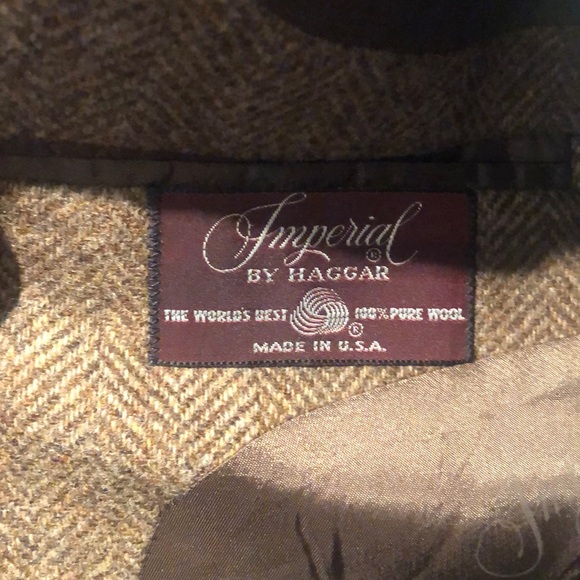 Imperial®
BY HAGGAR
THE WORLD'S BEST ® 100% PURE WOOL
MADE IN U.S.A.